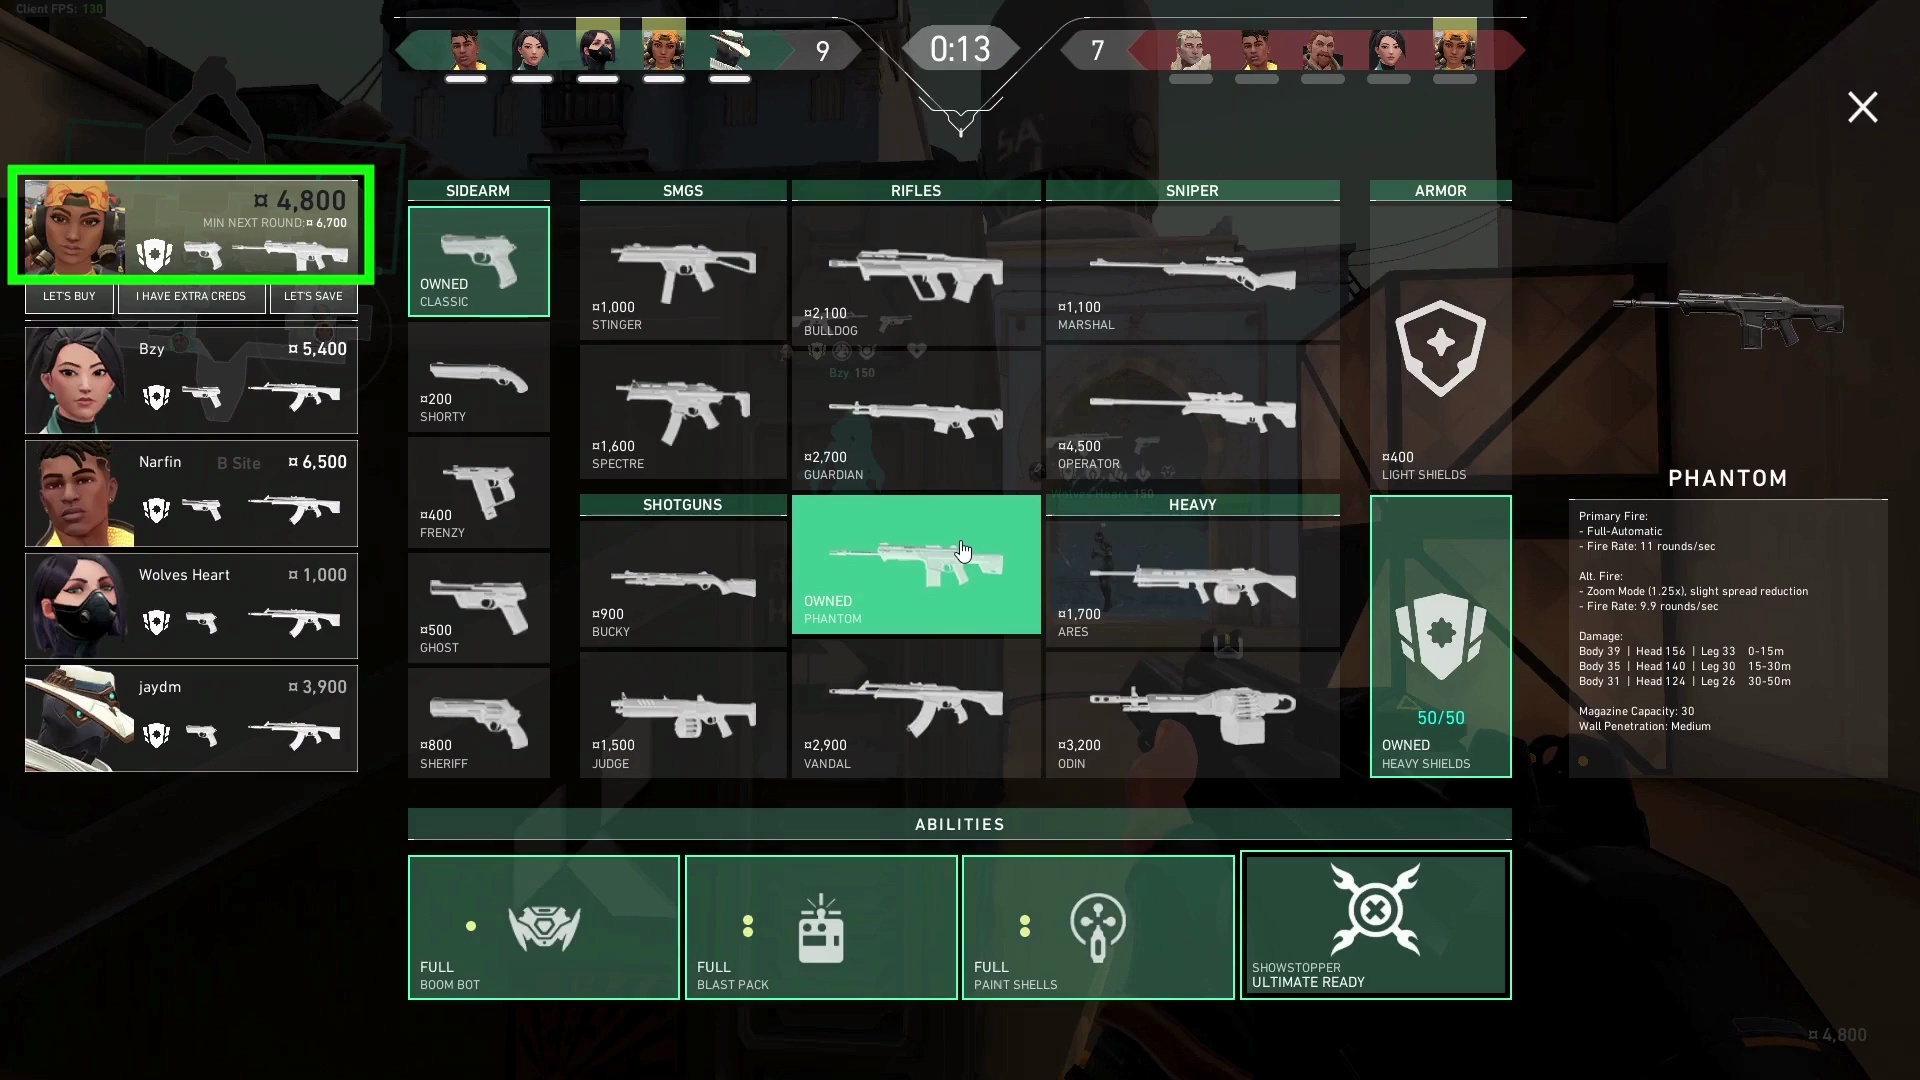 Client FPS: 130
9
0:13
7
¤ 4,800
MIN NEXT ROUND: ¤ 6,700
LET'S BUY
I HAVE EXTRA CREDS
LET'S SAVE
Bzy
¤ 5,400
Narfin
B Site
¤ 6,500
Wolves Heart
¤ 1,000
jaydm
¤ 3,900
SIDEARM
OWNED
CLASSIC
¤200
SHORTY
¤400
FRENZY
¤500
GHOST
¤800
SHERIFF
SMGS
¤1,000
STINGER
¤1,600
SPECTRE
SHOTGUNS
¤900
BUCKY
¤1,500
JUDGE
RIFLES
¤2,100
BULLDOG
Bzy 150
¤2,700
GUARDIAN
OWNED
PHANTOM
¤2,900
VANDAL
SNIPER
¤1,100
MARSHAL
¤4,500
OPERATOR
Wolves Heart 150
HEAVY
¤1,700
ARES
¤3,200
ODIN
ARMOR
¤400
LIGHT SHIELDS
50/50
OWNED
HEAVY SHIELDS
PHANTOM
Primary Fire:
- Full-Automatic
- Fire Rate: 11 rounds/sec
Alt. Fire:
- Zoom Mode (1.25x), slight spread reduction
- Fire Rate: 9.9 rounds/sec
Damage:
Body 39 | Head 156 | Leg 33 0-15m
Body 35 | Head 140 | Leg 30 15-30m
Body 31 | Head 124 | Leg 26 30-50m
Magazine Capacity: 30
Wall Penetration: Medium
ABILITIES
FULL
BOOM BOT
FULL
BLAST PACK
FULL
PAINT SHELLS
SHOWSTOPPER
ULTIMATE READY
¤ 4,800